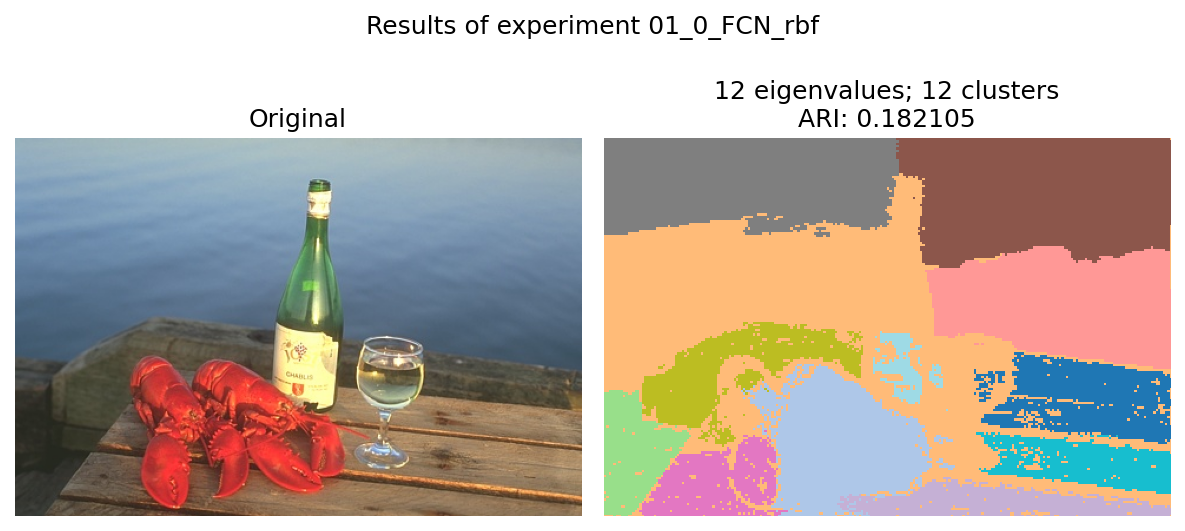 Results of experiment 01_0_FCN_rbf
Original
12 eigenvalues; 12 clusters
ARI: 0.182105
CHABLIS